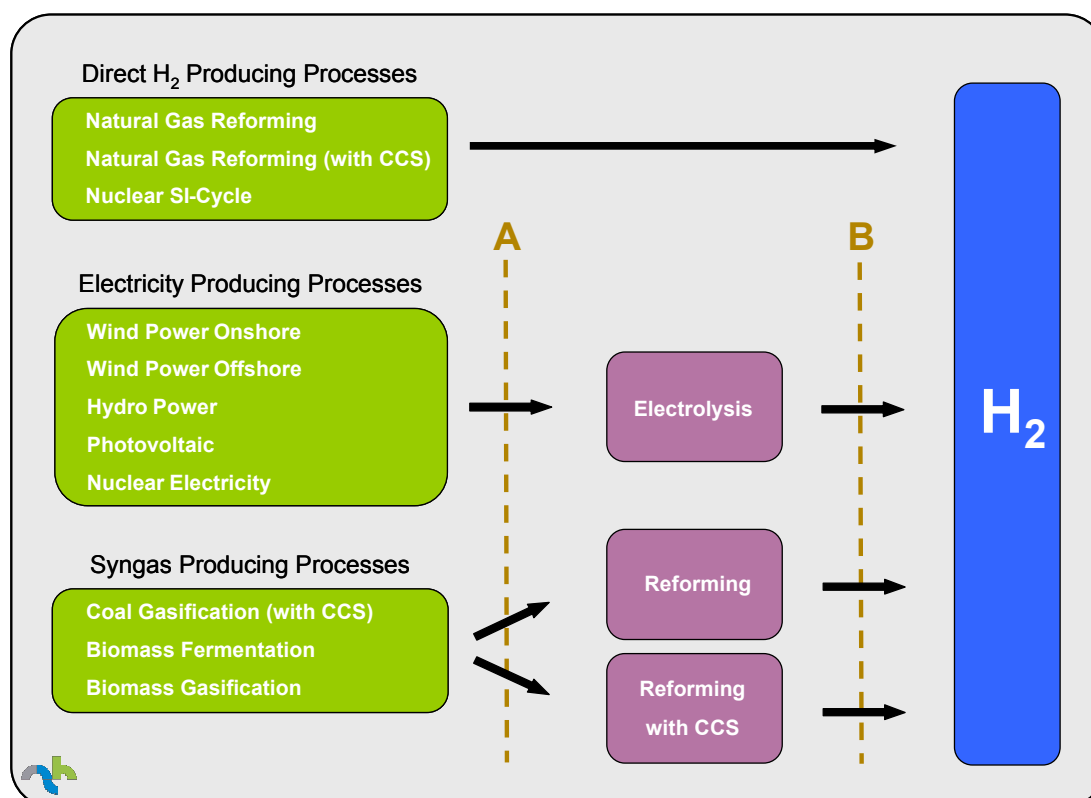 Direct H₂ Producing Processes
Natural Gas Reforming
Natural Gas Reforming (with CCS)
Nuclear SI-Cycle
A
B
Electricity Producing Processes
Wind Power Onshore
Wind Power Offshore
Hydro Power
Photovoltaic
Nuclear Electricity
Electrolysis
H₂
Syngas Producing Processes
Coal Gasification (with CCS)
Biomass Fermentation
Biomass Gasification
Reforming
Reforming
with CCS